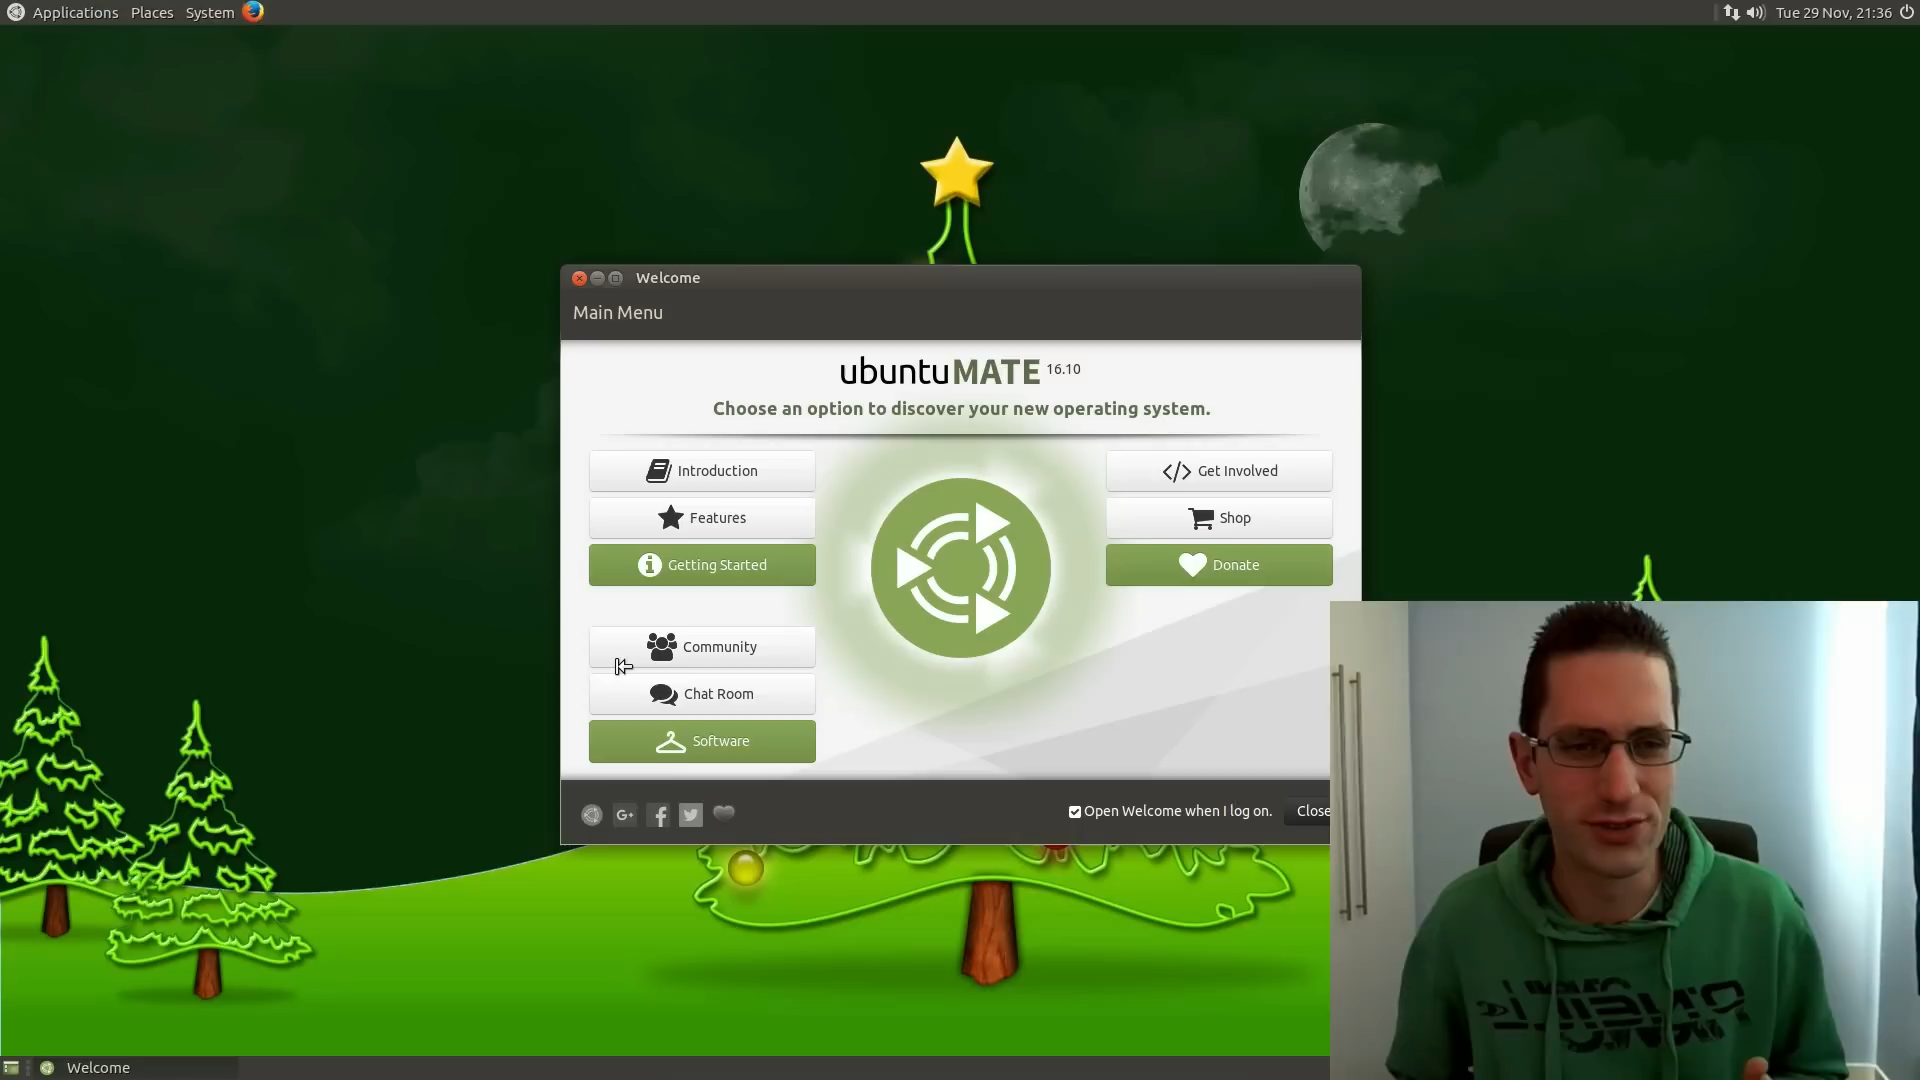 Applications Places System
Tue 29 Nov, 21:36
Welcome
Main Menu
ubuntu MATE 16.10
Choose an option to discover your new operating system.
Introduction
Features
Getting Started
Community
Chat Room
Software
Get Involved
Shop
Donate
G+
Open Welcome when I log on.
Close
Welcome